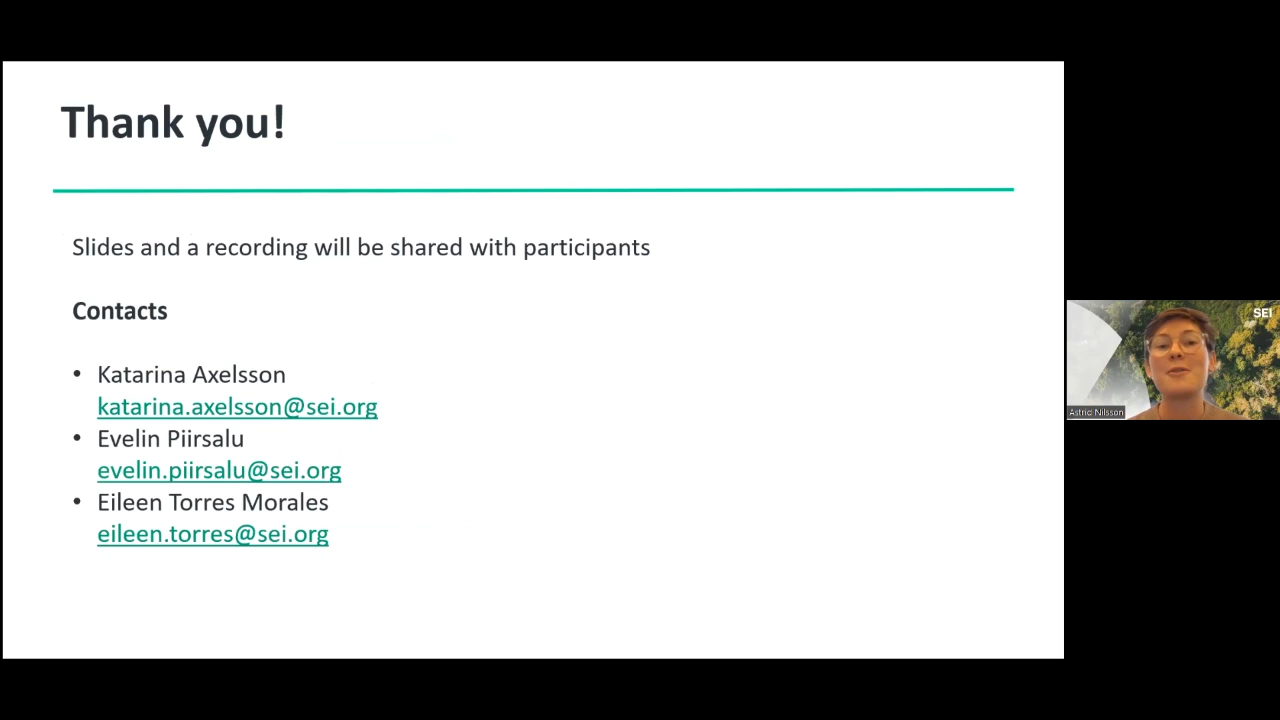 Thank you!
Slides and a recording will be shared with participants
Contacts
• Katarina Axelsson
katarina.axelsson@sei.org
• Evelin Piirsalu
evelin.piirsalu@sei.org
• Eileen Torres Morales
eileen.torres@sei.org
SEI
Astrid Nilsson